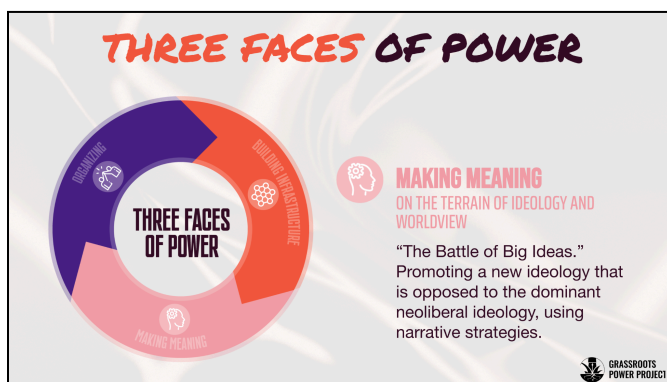 THREE FACES OF POWER
ORGANIZING
BUILDING INFRASTRUCTURE
THREE FACES
OF POWER
MAKING MEANING
MAKING MEANING
ON THE TERRAIN OF IDEOLOGY AND
WORLDVIEW
“The Battle of Big Ideas.”
Promoting a new ideology that
is opposed to the dominant
neoliberal ideology, using
narrative strategies.
GRASSROOTS
POWER PROJECT